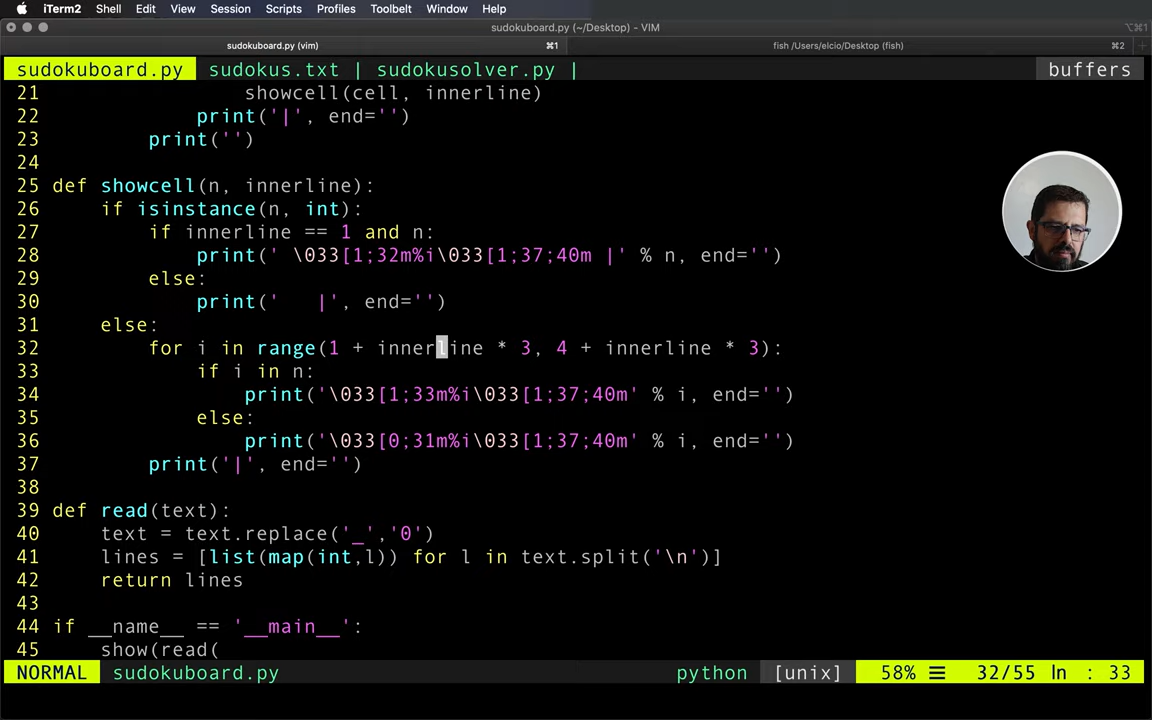 iTerm2 Shell Edit View Session Scripts Profiles Toolbelt Window Help
sudokuboard.py (~/Desktop) - VIM ⌥⌘1
sudokuboard.py (vim) ⌘1 fish /Users/elcio/Desktop (fish) ⌘2
sudokuboard.py sudokus.txt | sudokusolver.py | buffers
21                 showcell(cell, innerline)
22             print('|', end='')
23         print('')
24
25 def showcell(n, innerline):
26     if isinstance(n, int):
27         if innerline == 1 and n:
28             print(' \033[1;32m%i\033[1;37;40m |' % n, end='')
29         else:
30             print('   |', end='')
31     else:
32         for i in range(1 + innerline * 3, 4 + innerline * 3):
33             if i in n:
34                 print('\033[1;33m%i\033[1;37;40m' % i, end='')
35             else:
36                 print('\033[0;31m%i\033[1;37;40m' % i, end='')
37         print('|', end='')
38
39 def read(text):
40     text = text.replace('_','0')
41     lines = [list(map(int,l)) for l in text.split('\n')]
42     return lines
43
44 if __name__ == '__main__':
45     show(read(
NORMAL sudokuboard.py python [unix] 58% ☰ 32/55 ln : 33